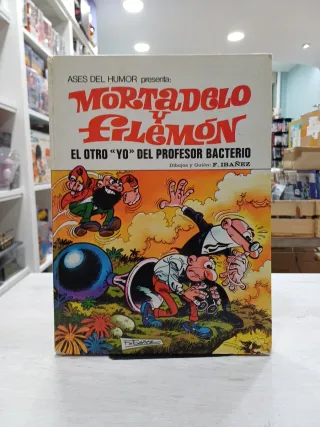 ASES DEL HUMOR presenta:
MORTADELO
Y
FILEMÓN
EL OTRO "YO" DEL PROFESOR BACTERIO
Dibujos y Guión: F. IBAÑEZ